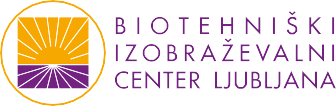 BIOTEHNIŠKI
IZOBRAŽEVALNI
CENTER LJUBLJANA